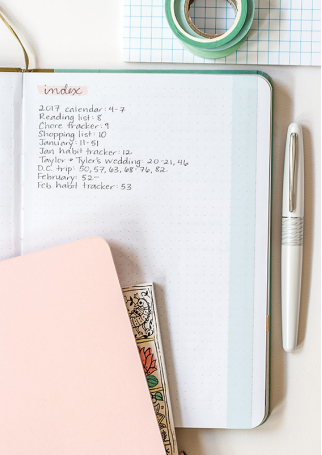 index
2017 calendar: 4-7
Reading list: 8
Chore tracker: 9
Shopping list: 10
January: 11-51
Jan habit tracker: 12
Taylor + Tyler's wedding: 20-21, 46
D.C. trip: 50, 57, 63, 68-76, 82
February: 52-
Feb. habit tracker: 53